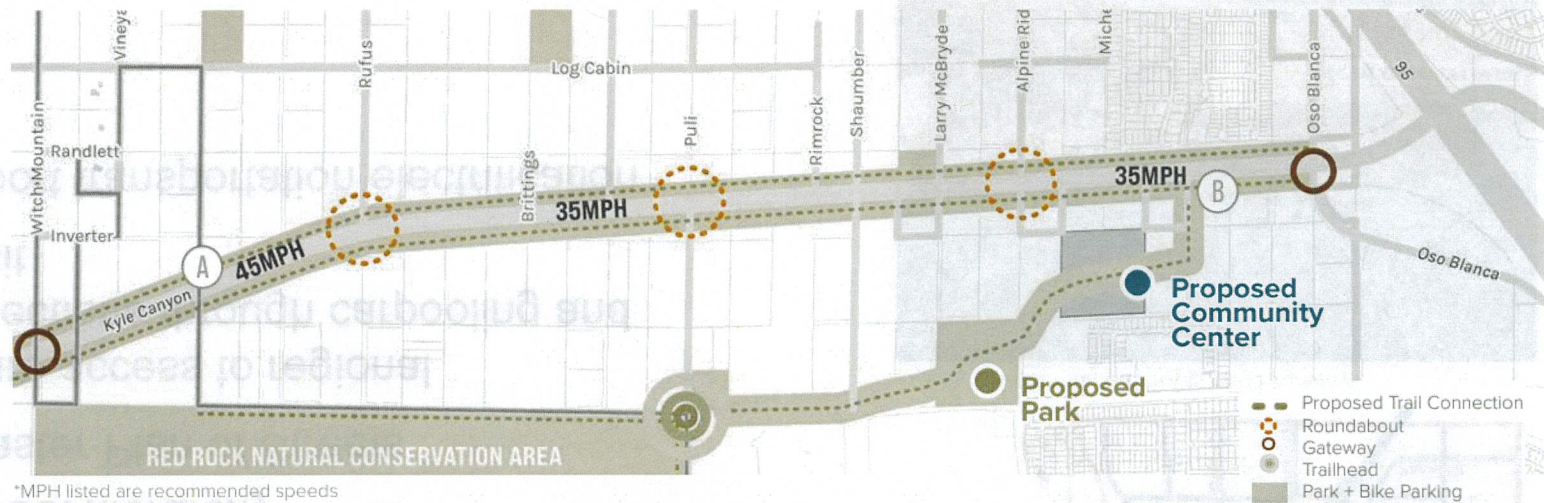 Vineya
Rufus
Log Cabin
Puli
Rimrock
Shaumber
Larry McBryde
Alpine Rid
Miche
Oso Blanca
95
Witch Mountain
Randlett
Inverter
Brittings
A
45MPH
35MPH
35MPH
B
Kyle Canyon
Oso Blanca
Proposed
Community
Center
Proposed
Park
RED ROCK NATURAL CONSERVATION AREA
Proposed Trail Connection
Roundabout
Gateway
Trailhead
Park + Bike Parking
*MPH listed are recommended speeds